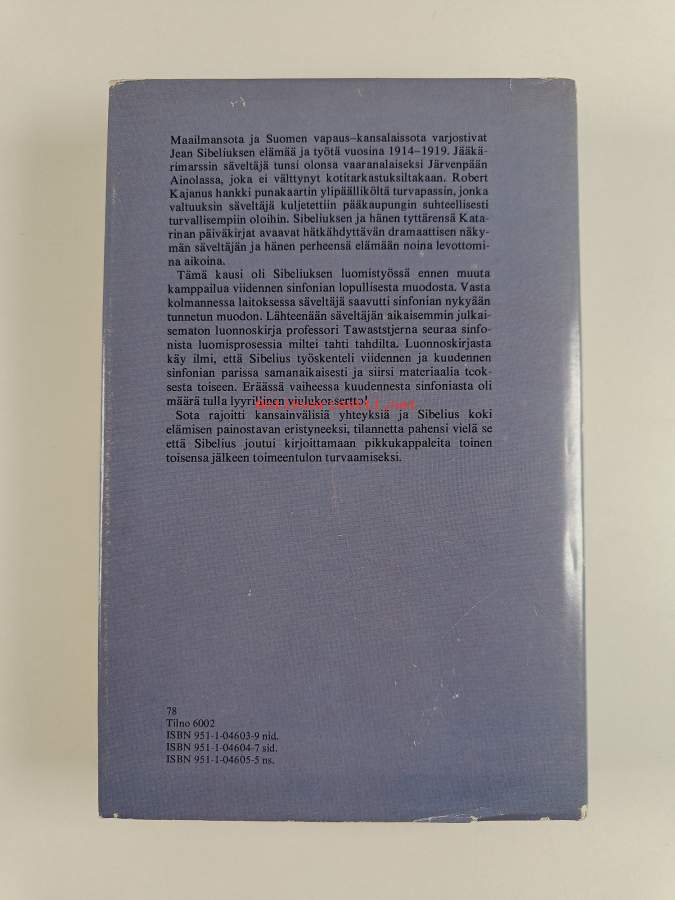 Maailmansota ja Suomen vapaus–kansalaissota varjostivat
Jean Sibeliuksen elämää ja työtä vuosina 1914–1919. Jääkä-
rimarssin säveltäjä tunsi olonsa vaaranalaiseksi Järvenpään
Ainolassa, joka ei välttynyt kotitarkastuksiltakaan. Robert
Kajanus hankki punakaartin ylipäälliköltä turvapassin, jonka
valtuuksin säveltäjä kuljetettiin pääkaupungin suhteellisesti
turvallisempiin oloihin. Sibeliuksen ja hänen tyttärensä Kata-
rinan päiväkirjat avaavat hätkähdyttävän dramaattisen näky-
män säveltäjän ja hänen perheensä elämään noina levottomi-
na aikoina.
Tämä kausi oli Sibeliuksen luomistyössä ennen muuta
kamppailua viidennen sinfonian lopullisesta muodosta. Vasta
kolmannessa laitoksessa säveltäjä saavutti sinfonian nykyään
tunnetun muodon. Lähteenään säveltäjän aikaisemmin julkai-
sematon luonnoskirja professori Tawaststjerna seuraa sinfo-
nista luomisprosessia miltei tahti tahdilta. Luonnoskirjasta
käy ilmi, että Sibelius työskenteli viidennen ja kuudennen
sinfonian parissa samanaikaisesti ja siirsi materiaalia teok-
sesta toiseen. Eräässä vaiheessa kuudennesta sinfoniasta oli
määrä tulla lyyrillinen viulukonsertto!
Sota rajoitti kansainvälisiä yhteyksiä ja Sibelius koki
elämisen painostavan eristyneeksi, tilannetta pahensi vielä se
että Sibelius joutui kirjoittamaan pikkukappaleita toinen
toisensa jälkeen toimeentulon turvaamiseksi.
78
Tilno 6002
ISBN 951-1-04603-9 nid.
ISBN 951-1-04604-7 sid.
ISBN 951-1-04605-5 ns.